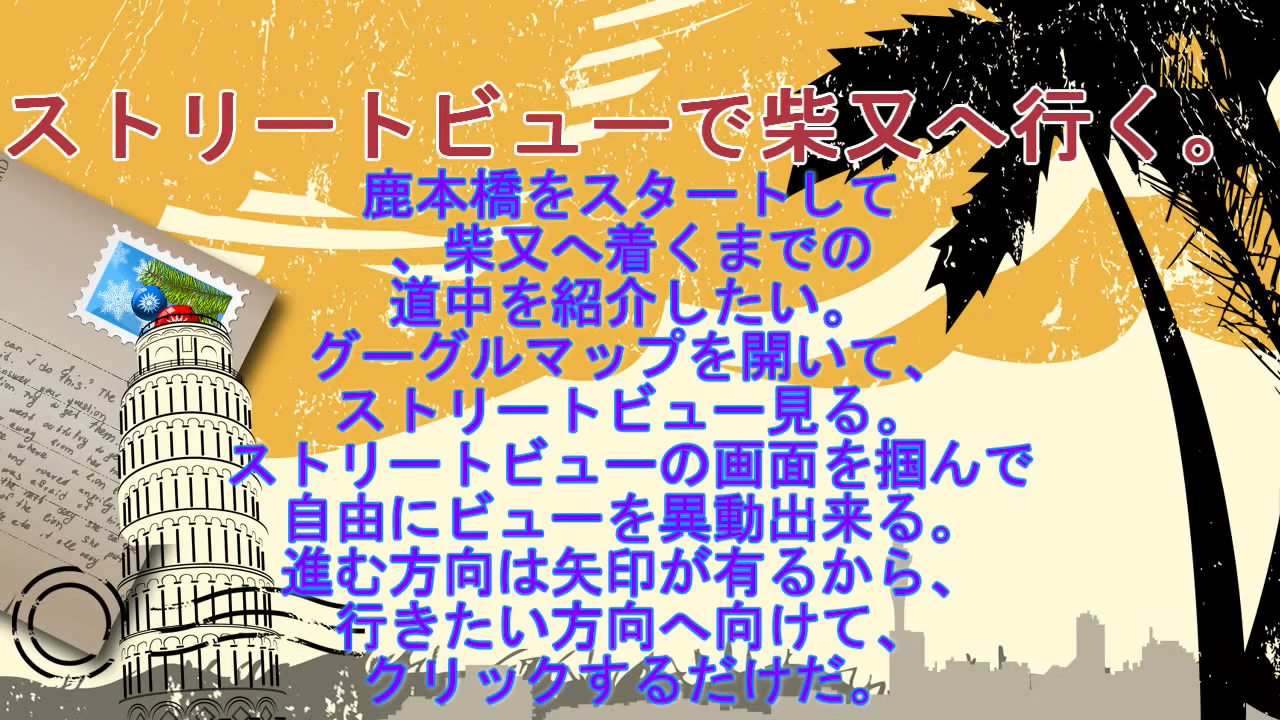 ストリートビューで柴又へ行く。
鹿本橋をスタートして
、柴又へ着くまでの
道中を紹介したい。
グーグルマップを開いて、
ストリートビュー見る。
ストリートビューの画面を掴んで
自由にビューを異動出来る。
進む方向は矢印が有るから、
行きたい方向へ向けて、
クリックするだけだ。